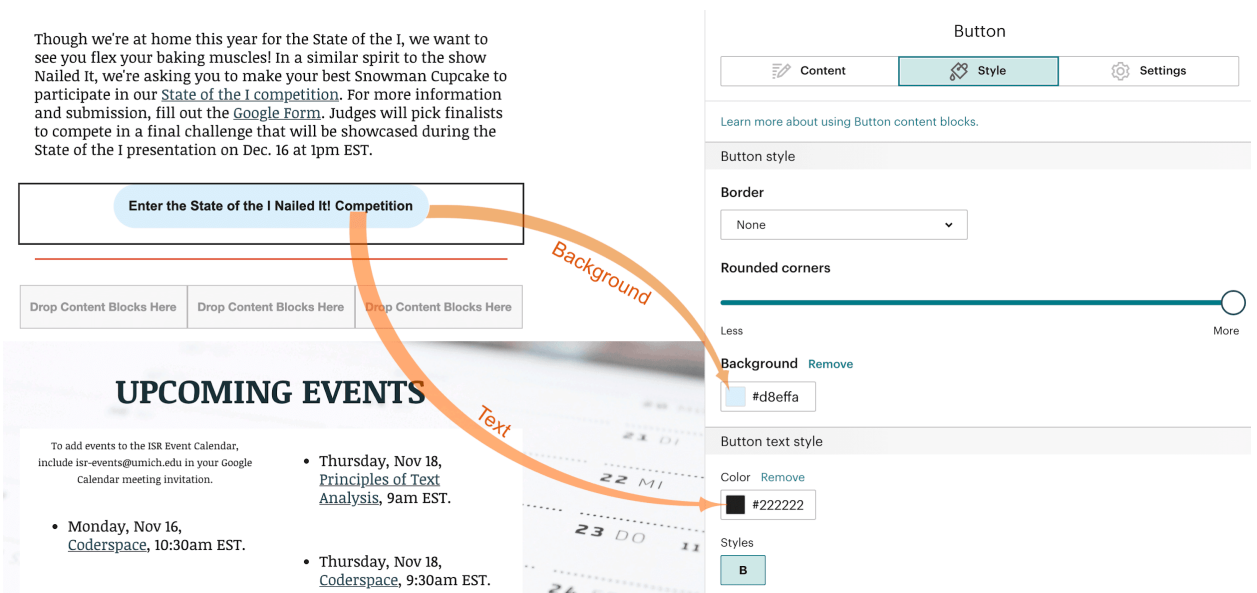 Though we're at home this year for the State of the I, we want to
see you flex your baking muscles! In a similar spirit to the show
Nailed It, we're asking you to make your best Snowman Cupcake to
participate in our State of the I competition. For more information
and submission, fill out the Google Form. Judges will pick finalists
to compete in a final challenge that will be showcased during the
State of the I presentation on Dec. 16 at 1pm EST.
Enter the State of the I Nailed It! Competition
Drop Content Blocks Here
Drop Content Blocks Here
Drop Content Blocks Here
UPCOMING EVENTS
To add events to the ISR Event Calendar,
include isr-events@umich.edu in your Google
Calendar meeting invitation.
• Monday, Nov 16,
Coderspace, 10:30am EST.
• Thursday, Nov 18,
Principles of Text
Analysis, 9am EST.
• Thursday, Nov 18,
Coderspace, 9:30am EST.
21 DI
22 MI
23 DO
11
Background
Text
Button
Content
Style
Settings
Learn more about using Button content blocks.
Button style
Border
None
Rounded corners
Less
More
Background Remove
#d8effa
Button text style
Color Remove
#222222
Styles
B